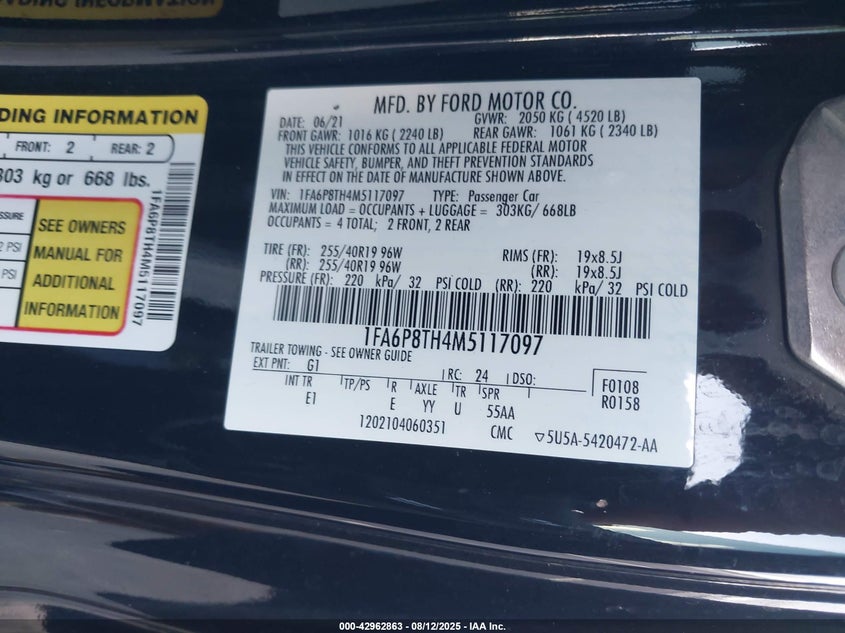 DING INFORMATION
FRONT: 2 REAR: 2
303 kg or 668 lbs.
SSURE
2 PSI
PSI
SEE OWNERS
MANUAL FOR
ADDITIONAL
INFORMATION
1FA6P8TH4M5117097
MFD. BY FORD MOTOR CO.
DATE: 06/21 GVWR: 2050 KG ( 4520 LB)
FRONT GAWR: 1016 KG ( 2240 LB) REAR GAWR: 1061 KG ( 2340 LB)
THIS VEHICLE CONFORMS TO ALL APPLICABLE FEDERAL MOTOR
VEHICLE SAFETY, BUMPER, AND THEFT PREVENTION STANDARDS
IN EFFECT ON THE DATE OF MANUFACTURE SHOWN ABOVE.
VIN: 1FA6P8TH4M5117097 TYPE: Passenger Car
MAXIMUM LOAD = OCCUPANTS + LUGGAGE = 303KG/ 668LB
OCCUPANTS = 4 TOTAL; 2 FRONT, 2 REAR
TIRE (FR): 255/40R19 96W RIMS (FR): 19x8.5J
(RR): 255/40R19 96W (RR): 19x8.5J
PRESSURE (FR): 220 kPa/ 32 PSI COLD (RR): 220 kPa/ 32 PSI COLD
1FA6P8TH4M5117097
TRAILER TOWING - SEE OWNER GUIDE
EXT PNT: G1 RC: 24 DSO:
INT TR TP/PS R AXLE TR SPR
E1 E YY U 55AA
F0108
R0158
1202104060351 CMC ▽5U5A-5420472-AA
000-42962863 - 08/12/2025 - IAA Inc.